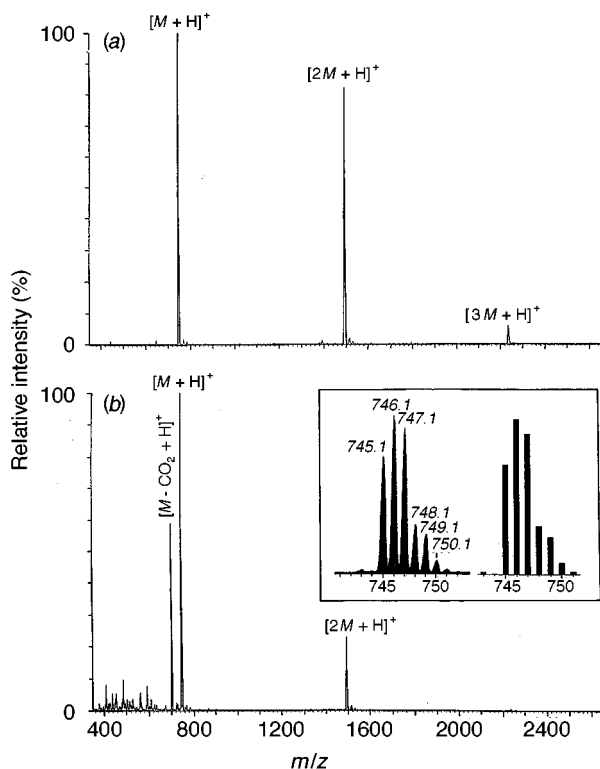 [M + H]+
100
(a)
[2M + H]+
[3M + H]+
0
Relative intensity (%)
[M + H]+
100
(b)
[M - CO2 + H]+
746.1
747.1
745.1
748.1
749.1
750.1
745 750 745 750
[2M + H]+
0
400 800 1200 1600 2000 2400
m/z